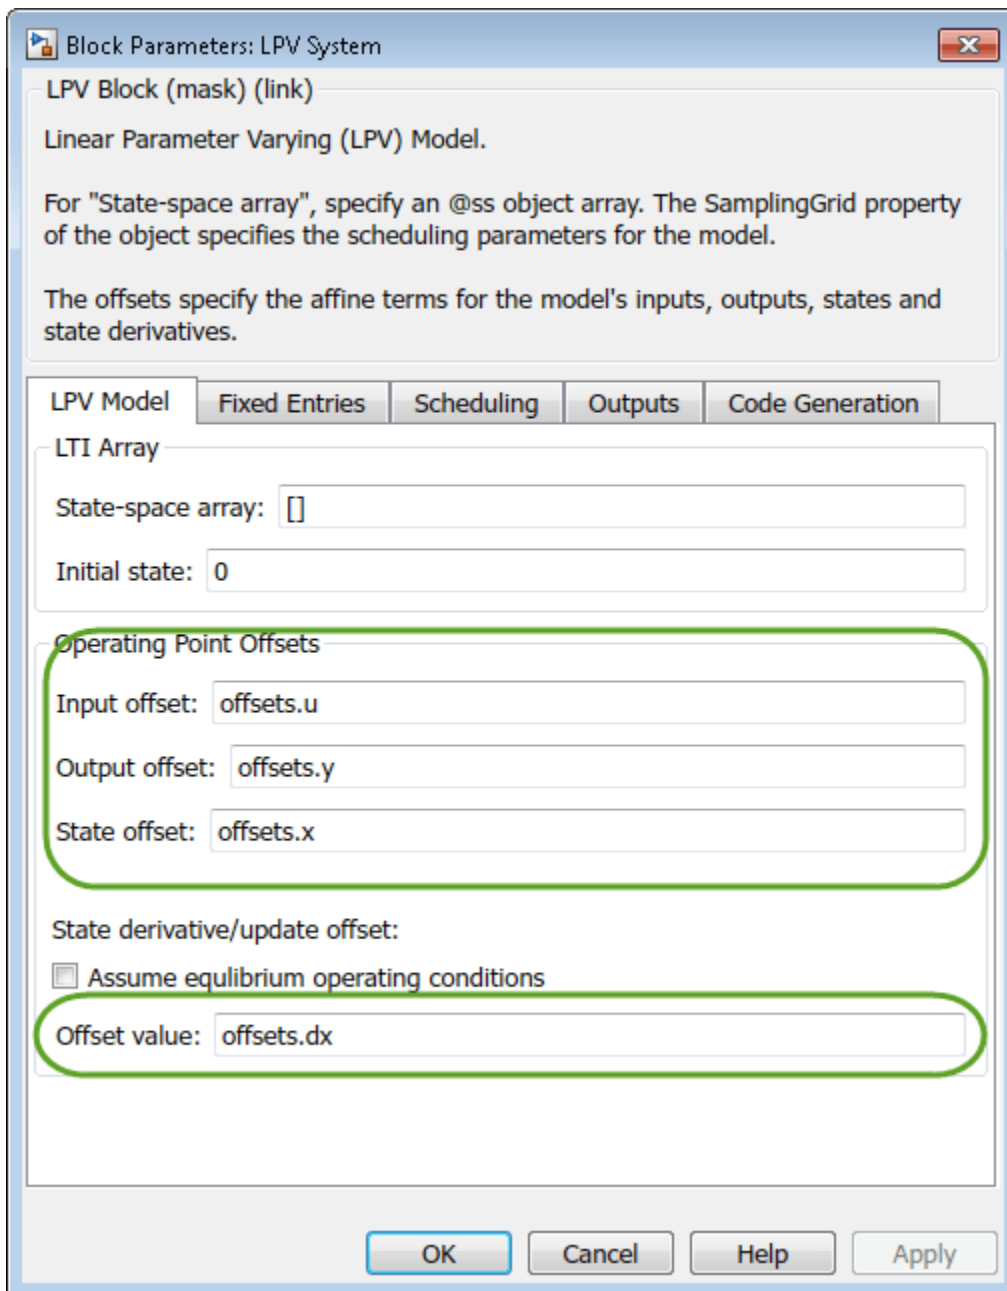 Block Parameters: LPV System
LPV Block (mask) (link)
Linear Parameter Varying (LPV) Model.
For "State-space array", specify an @ss object array. The SamplingGrid property
of the object specifies the scheduling parameters for the model.
The offsets specify the affine terms for the model's inputs, outputs, states and
state derivatives.
LPV Model Fixed Entries Scheduling Outputs Code Generation
LTI Array
State-space array: []
Initial state: 0
Operating Point Offsets
Input offset: offsets.u
Output offset: offsets.y
State offset: offsets.x
State derivative/update offset:
Assume equlibrium operating conditions
Offset value: offsets.dx
OK Cancel Help Apply